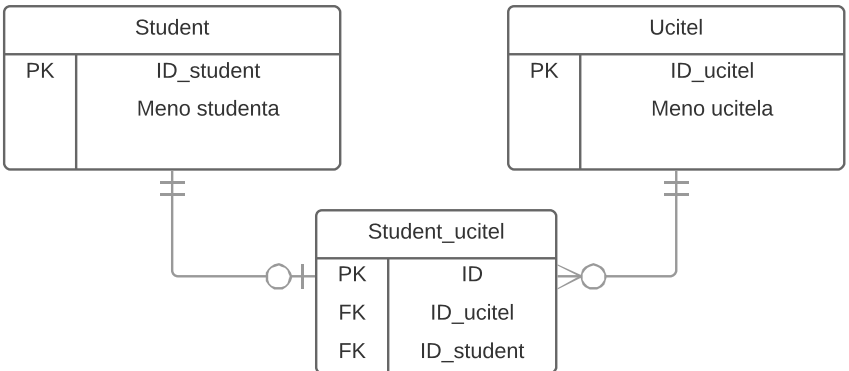 Student
PK ID_student
Meno studenta
Ucitel
PK ID_ucitel
Meno ucitela
Student_ucitel
PK ID
FK ID_ucitel
FK ID_student